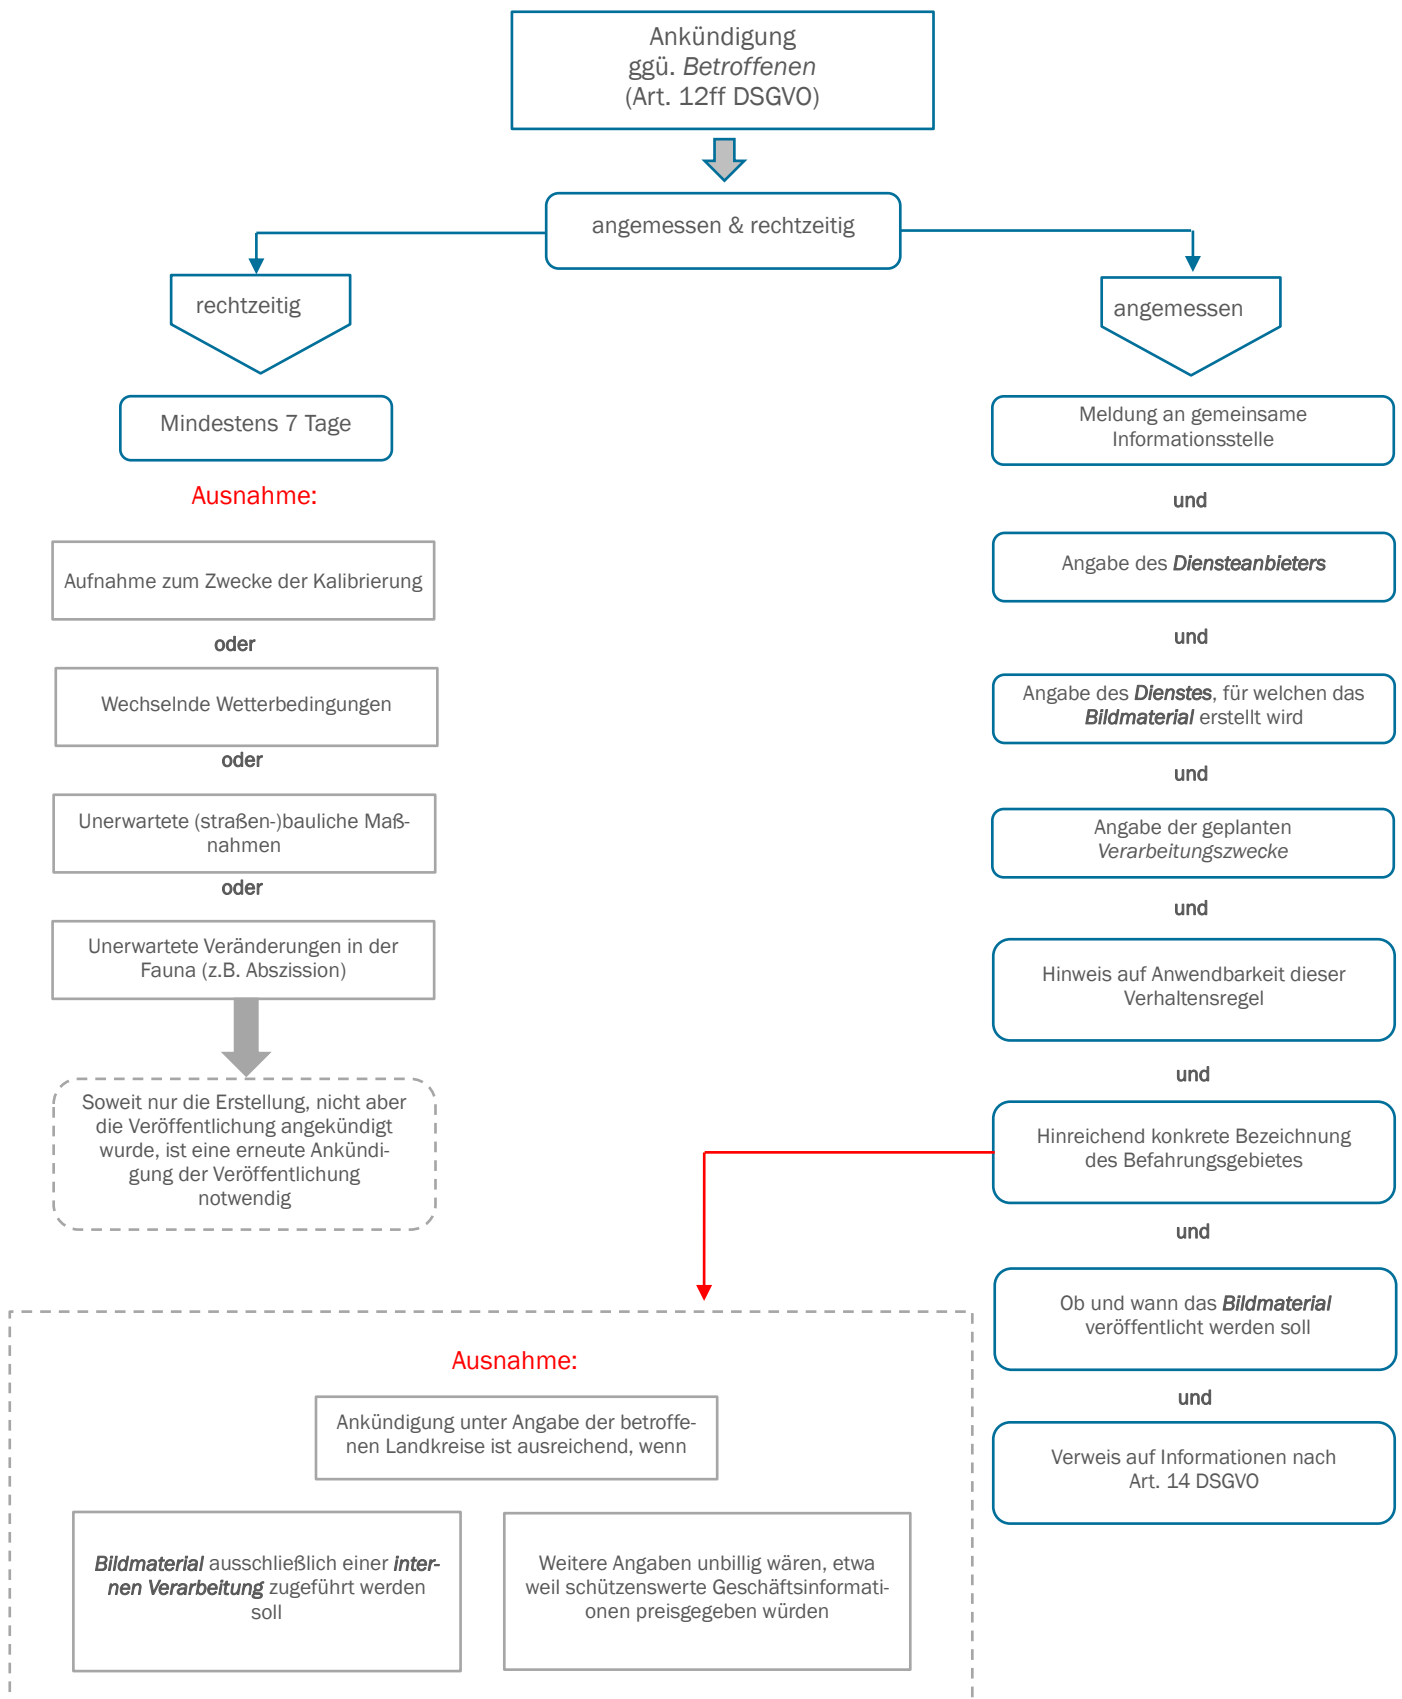 Ankündigung
ggü. Betroffenen
(Art. 12ff DSGVO)
angemessen & rechtzeitig
rechtzeitig
Mindestens 7 Tage
Ausnahme:
Aufnahme zum Zwecke der Kalibrierung
oder
Wechselnde Wetterbedingungen
oder
Unerwartete (straßen-)bauliche Maß-
nahmen
oder
Unerwartete Veränderungen in der
Fauna (z.B. Abszission)
Soweit nur die Erstellung, nicht aber
die Veröffentlichung angekündigt
wurde, ist eine erneute Ankündi-
gung der Veröffentlichung
notwendig
angemessen
Meldung an gemeinsame
Informationsstelle
und
Angabe des Diensteanbieters
und
Angabe des Dienstes, für welchen das
Bildmaterial erstellt wird
und
Angabe der geplanten
Verarbeitungszwecke
und
Hinweis auf Anwendbarkeit dieser
Verhaltensregel
und
Hinreichend konkrete Bezeichnung
des Befahrungsgebietes
und
Ob und wann das Bildmaterial
veröffentlicht werden soll
und
Verweis auf Informationen nach
Art. 14 DSGVO
Ausnahme:
Ankündigung unter Angabe der betroffe-
nen Landkreise ist ausreichend, wenn
Bildmaterial ausschließlich einer inter-
nen Verarbeitung zugeführt werden
soll
Weitere Angaben unbillig wären, etwa
weil schützenswerte Geschäftsinformati-
onen preisgegeben würden